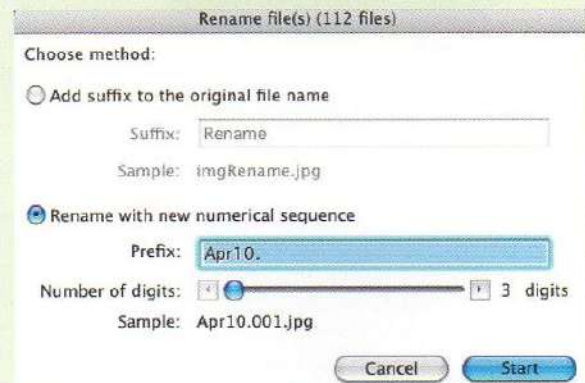 Rename file(s) (112 files)
Choose method:
Add suffix to the original file name
Suffix: Rename
Sample: imgRename.jpg
Rename with new numerical sequence
Prefix: Apr10.
Number of digits: 3 digits
Sample: Apr10.001.jpg
Cancel Start